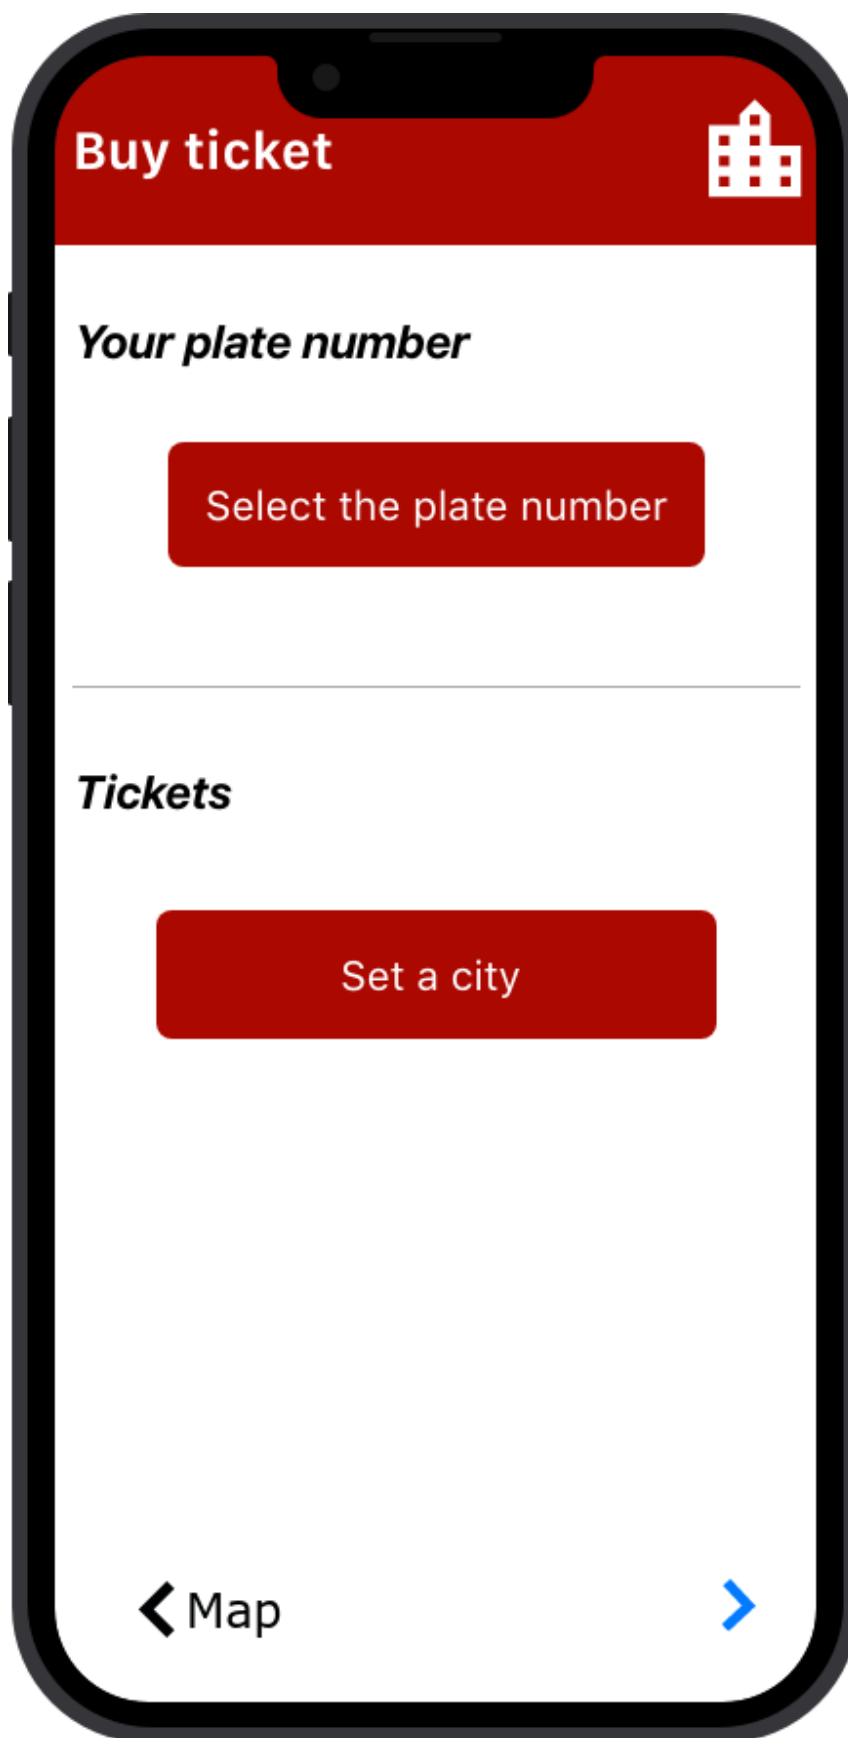 Buy ticket
Your plate number
Select the plate number
Tickets
Set a city
Map